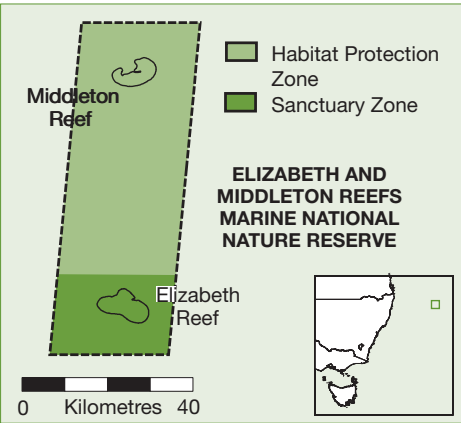 Middleton
Reef
Habitat Protection
Zone
Sanctuary Zone
ELIZABETH AND
MIDDLETON REEFS
MARINE NATIONAL
NATURE RESERVE
Elizabeth
Reef
0 Kilometres 40